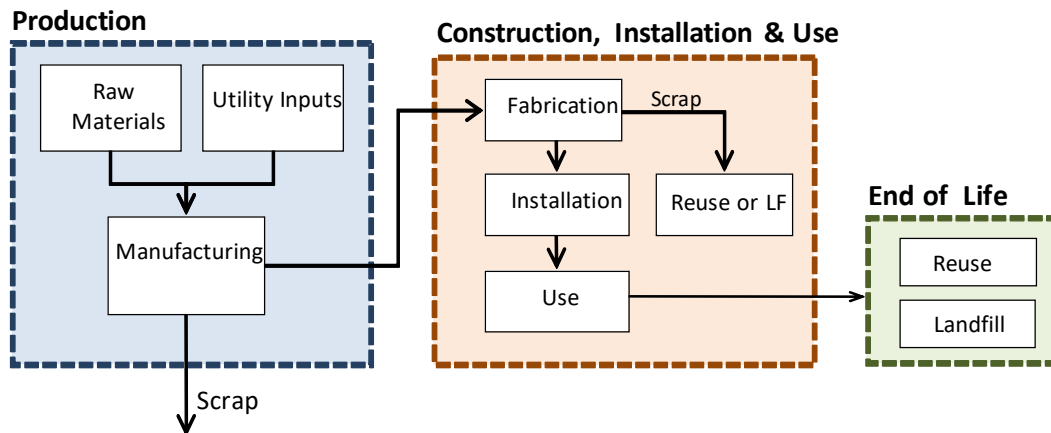 Production
Raw
Materials
Utility Inputs
Manufacturing
Scrap
Construction, Installation & Use
Fabrication
Scrap
Installation
Reuse or LF
Use
End of Life
Reuse
Landfill